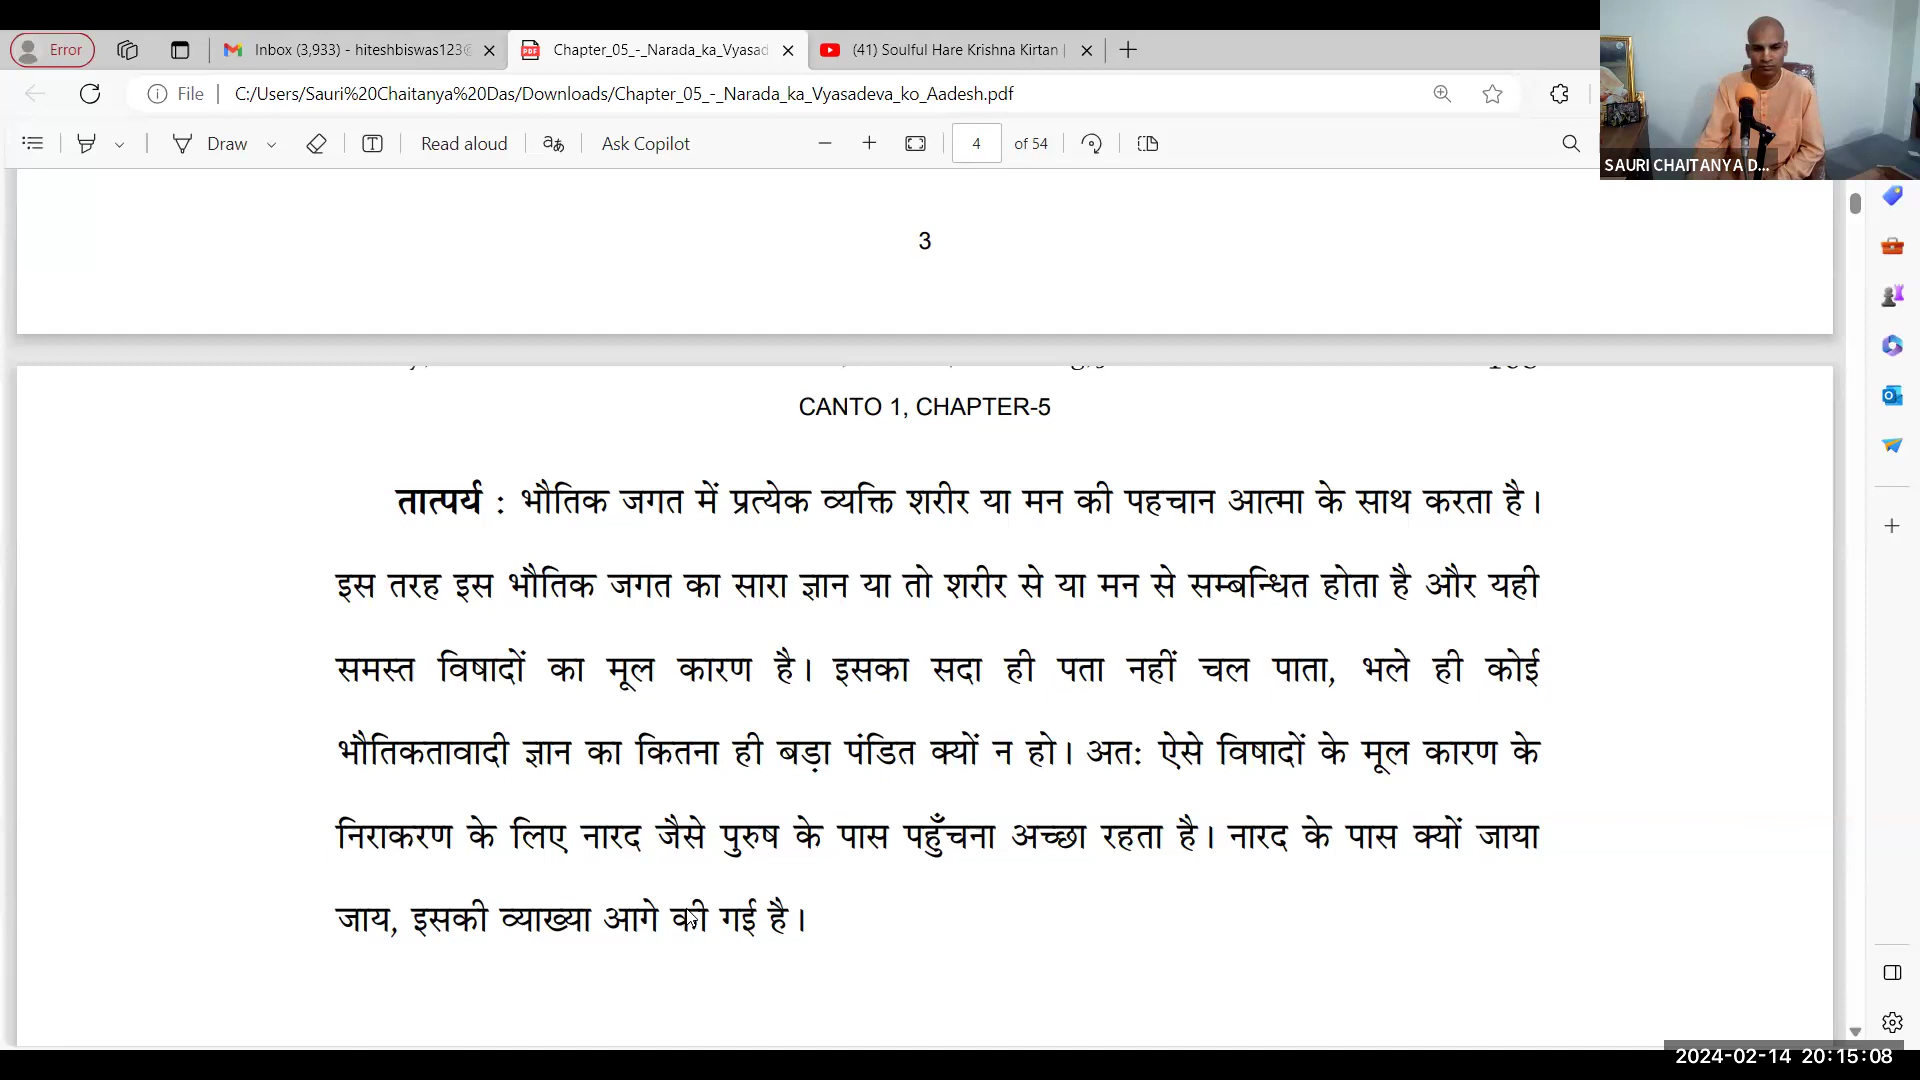 Error
Inbox (3,933) - hiteshbiswas123
Chapter_05_-_Narada_ka_Vyasad
(41) Soulful Hare Krishna Kirtan
File
C:/Users/Sauri%20Chaitanya%20Das/Downloads/Chapter_05_-_Narada_ka_Vyasadeva_ko_Aadesh.pdf
Draw
Read aloud
Ask Copilot
4 of 54
SAURI CHAITANYA D...
3
CANTO 1, CHAPTER-5
तात्पर्य : भौतिक जगत में प्रत्येक व्यक्ति शरीर या मन की पहचान आत्मा के साथ करता है।
इस तरह इस भौतिक जगत का सारा ज्ञान या तो शरीर से या मन से सम्बन्धित होता है और यही
समस्त विषादों का मूल कारण है। इसका सदा ही पता नहीं चल पाता, भले ही कोई
भौतिकतावादी ज्ञान का कितना ही बड़ा पंडित क्यों न हो। अतः ऐसे विषादों के मूल कारण के
निराकरण के लिए नारद जैसे पुरुष के पास पहुँचना अच्छा रहता है। नारद के पास क्यों जाया
जाय, इसकी व्याख्या आगे की गई है।
2024-02-14 20:15:08